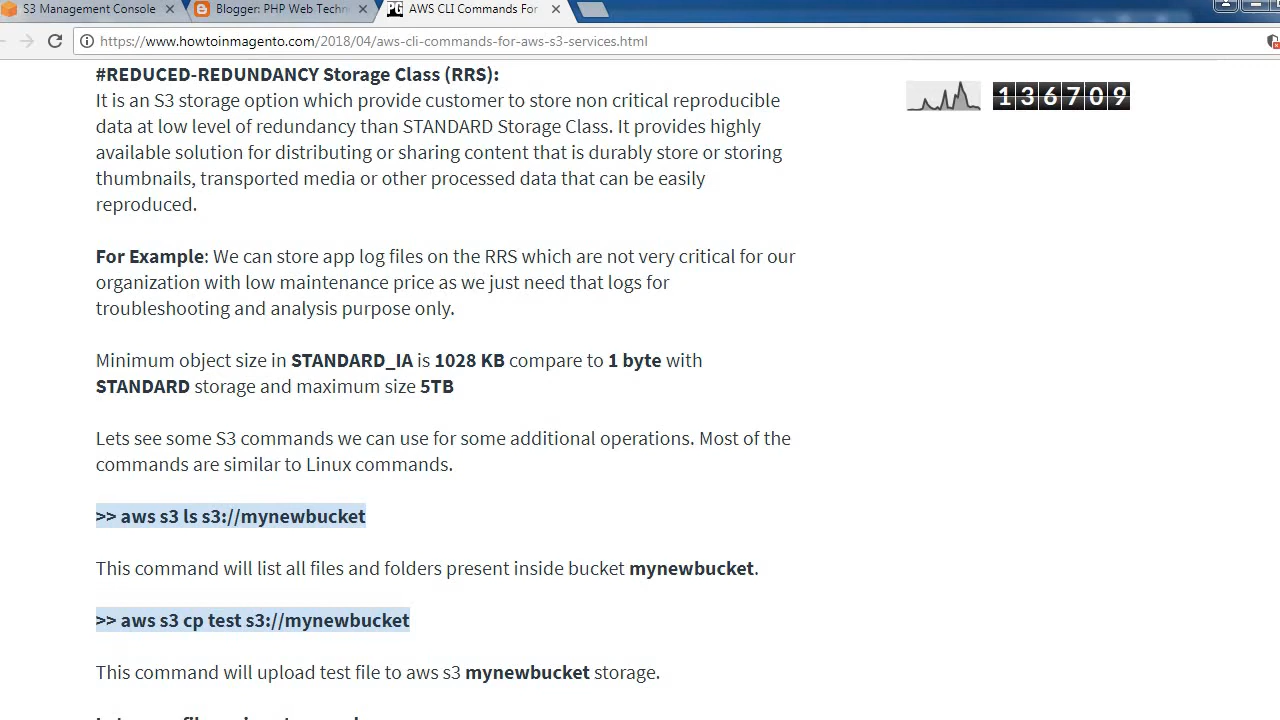 S3 Management Console
Blogger: PHP Web Techn
AWS CLI Commands For
https://www.howtoinmagento.com/2018/04/aws-cli-commands-for-aws-s3-services.html
#REDUCED-REDUNDANCY Storage Class (RRS):
136709
It is an S3 storage option which provide customer to store non critical reproducible
data at low level of redundancy than STANDARD Storage Class. It provides highly
available solution for distributing or sharing content that is durably store or storing
thumbnails, transported media or other processed data that can be easily
reproduced.
For Example: We can store app log files on the RRS which are not very critical for our
organization with low maintenance price as we just need that logs for
troubleshooting and analysis purpose only.
Minimum object size in STANDARD_IA is 1028 KB compare to 1 byte with
STANDARD storage and maximum size 5TB
Lets see some S3 commands we can use for some additional operations. Most of the
commands are similar to Linux commands.
>> aws s3 ls s3://mynewbucket
This command will list all files and folders present inside bucket mynewbucket.
>> aws s3 cp test s3://mynewbucket
This command will upload test file to aws s3 mynewbucket storage.